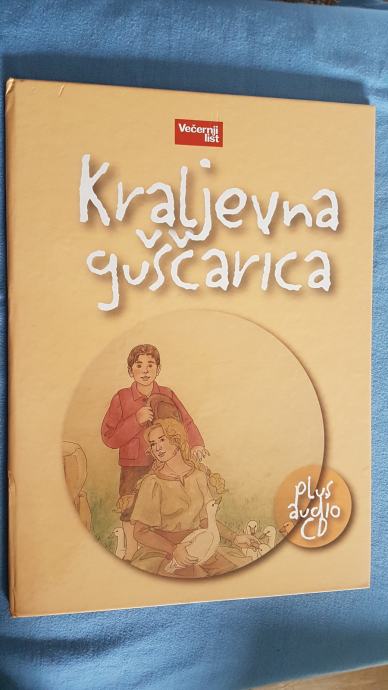 Večernji
list
Kraljevna
guščarica
plus
audio
CD